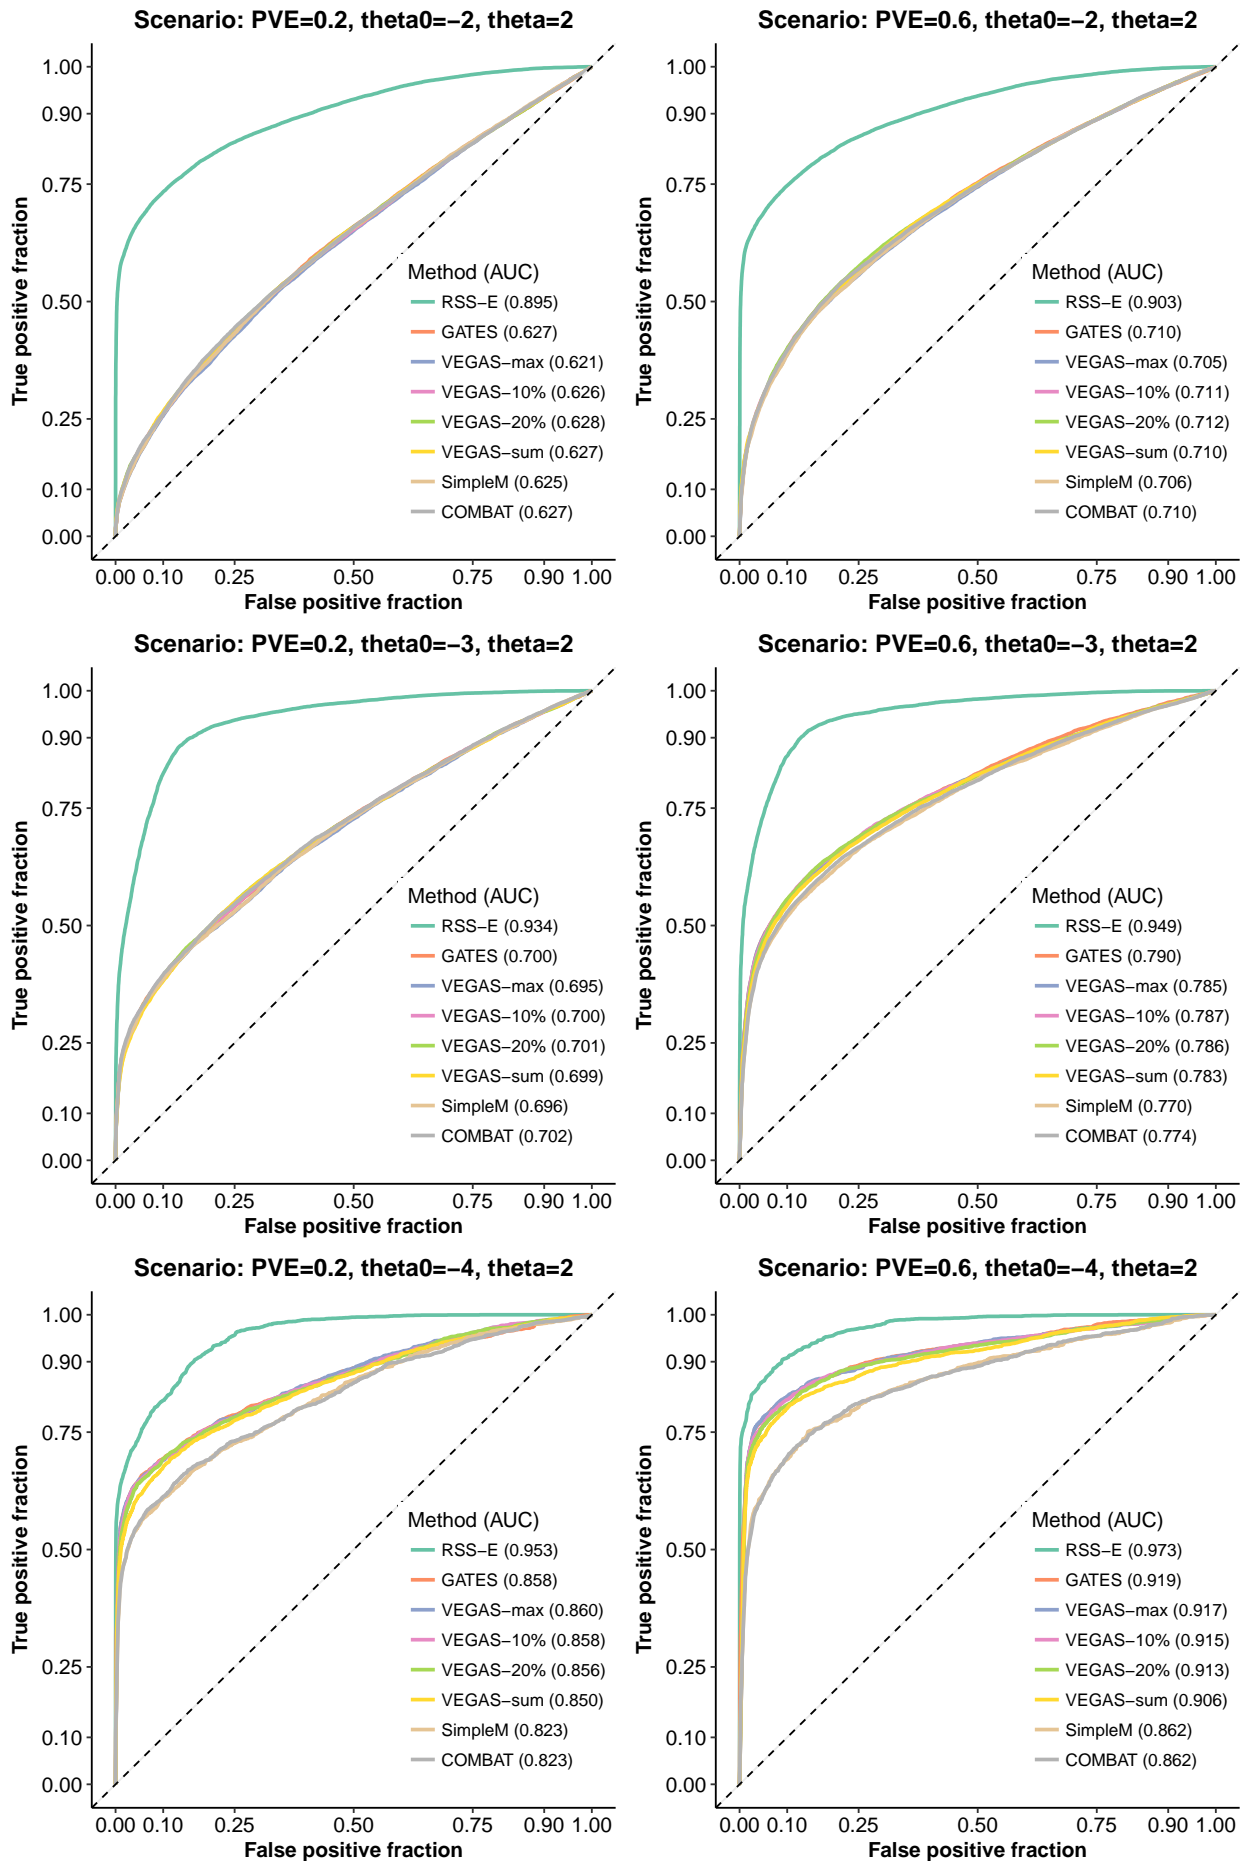 Scenario: PVE=0.2, theta0=−2, theta=2
1.00
0.90
0.75
0.50
0.25
0.10
0.00
True positive fraction
Method (AUC)
RSS−E (0.895)
GATES (0.627)
VEGAS−max (0.621)
VEGAS−10% (0.626)
VEGAS−20% (0.628)
VEGAS−sum (0.627)
SimpleM (0.625)
COMBAT (0.627)
0.00 0.10 0.25 0.50 0.75 0.90 1.00
False positive fraction
Scenario: PVE=0.6, theta0=−2, theta=2
1.00
0.90
0.75
0.50
0.25
0.10
0.00
True positive fraction
Method (AUC)
RSS−E (0.903)
GATES (0.710)
VEGAS−max (0.705)
VEGAS−10% (0.711)
VEGAS−20% (0.712)
VEGAS−sum (0.710)
SimpleM (0.706)
COMBAT (0.710)
0.00 0.10 0.25 0.50 0.75 0.90 1.00
False positive fraction
Scenario: PVE=0.2, theta0=−3, theta=2
1.00
0.90
0.75
0.50
0.25
0.10
0.00
True positive fraction
Method (AUC)
RSS−E (0.934)
GATES (0.700)
VEGAS−max (0.695)
VEGAS−10% (0.700)
VEGAS−20% (0.701)
VEGAS−sum (0.699)
SimpleM (0.696)
COMBAT (0.702)
0.00 0.10 0.25 0.50 0.75 0.90 1.00
False positive fraction
Scenario: PVE=0.6, theta0=−3, theta=2
1.00
0.90
0.75
0.50
0.25
0.10
0.00
True positive fraction
Method (AUC)
RSS−E (0.949)
GATES (0.790)
VEGAS−max (0.785)
VEGAS−10% (0.787)
VEGAS−20% (0.786)
VEGAS−sum (0.783)
SimpleM (0.770)
COMBAT (0.774)
0.00 0.10 0.25 0.50 0.75 0.90 1.00
False positive fraction
Scenario: PVE=0.2, theta0=−4, theta=2
1.00
0.90
0.75
0.50
0.25
0.10
0.00
True positive fraction
Method (AUC)
RSS−E (0.953)
GATES (0.858)
VEGAS−max (0.860)
VEGAS−10% (0.858)
VEGAS−20% (0.856)
VEGAS−sum (0.850)
SimpleM (0.823)
COMBAT (0.823)
0.00 0.10 0.25 0.50 0.75 0.90 1.00
False positive fraction
Scenario: PVE=0.6, theta0=−4, theta=2
1.00
0.90
0.75
0.50
0.25
0.10
0.00
True positive fraction
Method (AUC)
RSS−E (0.973)
GATES (0.919)
VEGAS−max (0.917)
VEGAS−10% (0.915)
VEGAS−20% (0.913)
VEGAS−sum (0.906)
SimpleM (0.862)
COMBAT (0.862)
0.00 0.10 0.25 0.50 0.75 0.90 1.00
False positive fraction